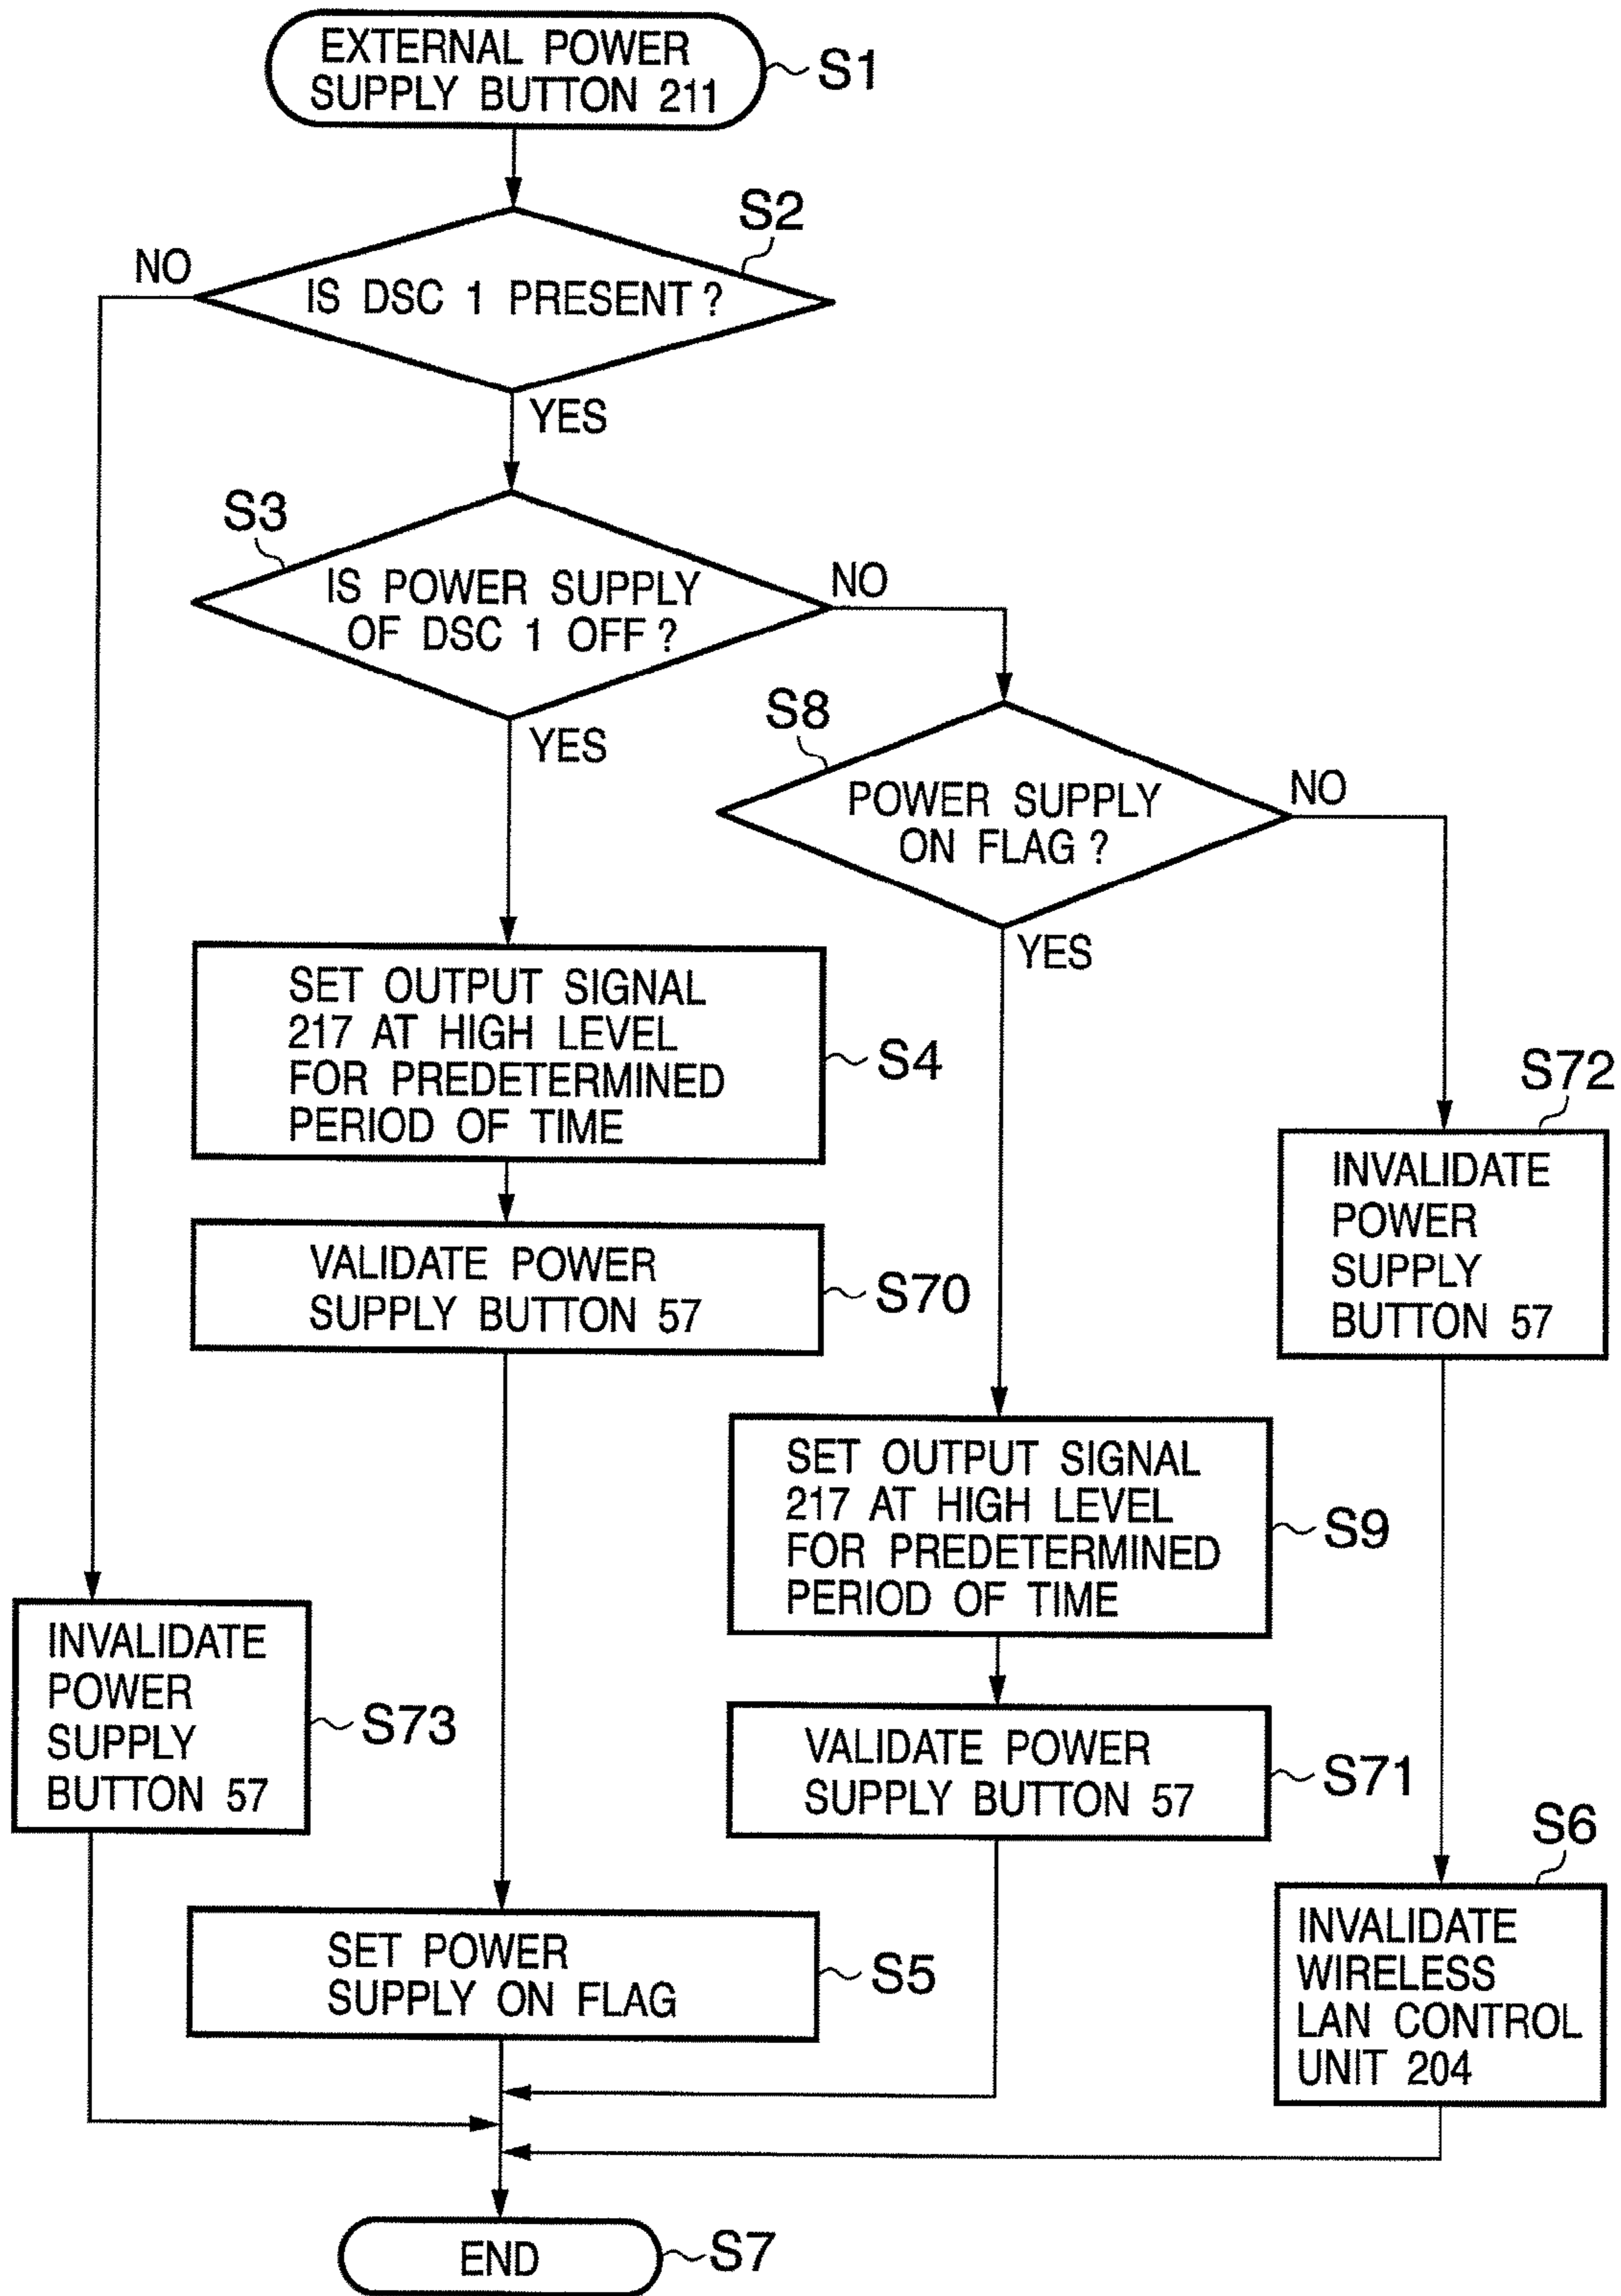 EXTERNAL POWER
SUPPLY BUTTON 211
S1
S2
NO
IS DSC 1 PRESENT?
YES
S3
IS POWER SUPPLY
OF DSC 1 OFF?
NO
YES
S8
POWER SUPPLY
ON FLAG?
NO
YES
SET OUTPUT SIGNAL
217 AT HIGH LEVEL
FOR PREDETERMINED
PERIOD OF TIME
S4
S72
INVALIDATE
POWER
SUPPLY
BUTTON 57
VALIDATE POWER
SUPPLY BUTTON 57
S70
SET OUTPUT SIGNAL
217 AT HIGH LEVEL
FOR PREDETERMINED
PERIOD OF TIME
S9
INVALIDATE
POWER
SUPPLY
BUTTON 57
S73
VALIDATE POWER
SUPPLY BUTTON 57
S71
S6
INVALIDATE
WIRELESS
LAN CONTROL
UNIT 204
SET POWER
SUPPLY ON FLAG
S5
END
S7